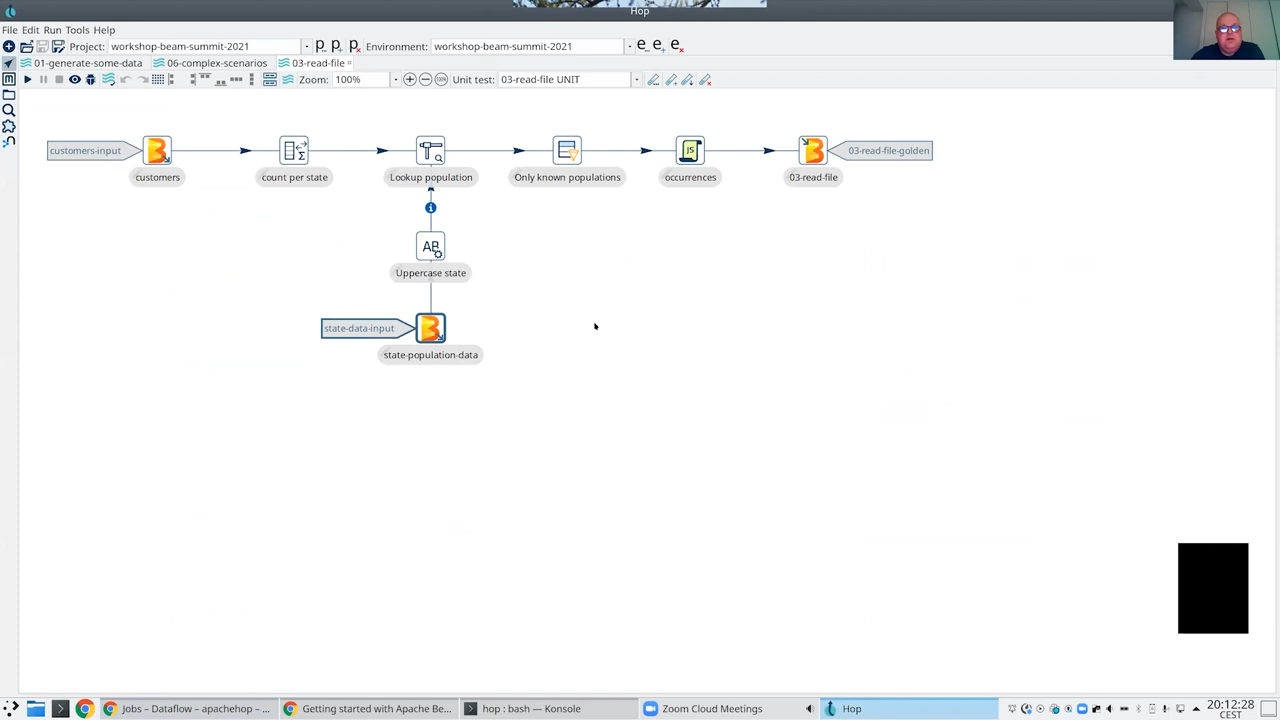 Hop
File Edit Run Tools Help
Project: workshop-beam-summit-2021 Environment: workshop-beam-summit-2021
01-generate-some-data 06-complex-scenarios 03-read-file
Zoom: 100% Unit test: 03-read-file UNIT
customers-input 03-read-file-golden
customers count per state Lookup population Only known populations occurrences 03-read-file
Uppercase state
state-data-input
state-population-data
Jobs – Dataflow – apachehop – ... Getting started with Apache Be... hop : bash — Konsole Zoom Cloud Meetings Hop 20:12:28
CEST